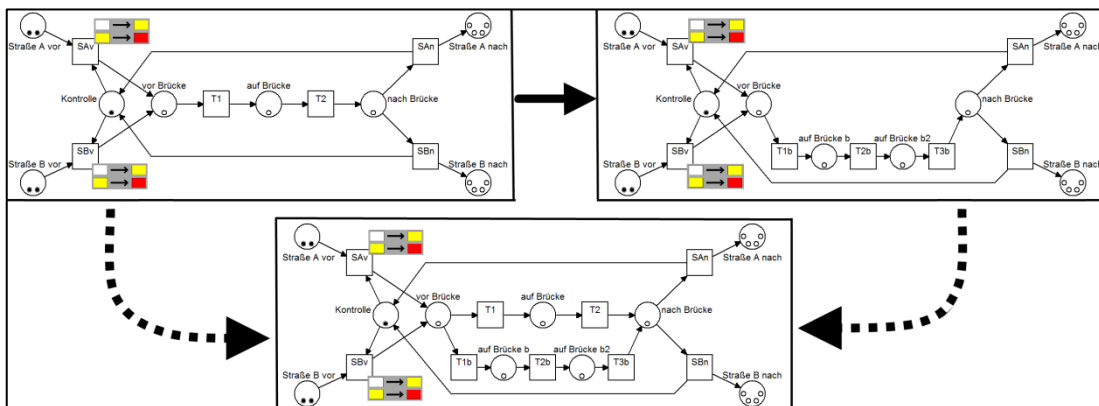 Straße A vor
SAv
SAn
Straße A nach
Kontrolle
vor Brücke
T1
auf Brücke
T2
nach Brücke
SBv
SBn
Straße B vor
Straße B nach
Straße A vor
SAv
SAn
Straße A nach
Kontrolle
vor Brücke
nach Brücke
auf Brücke b
auf Brücke b2
T1b
T2b
T3b
SBv
SBn
Straße B vor
Straße B nach
Straße A vor
SAv
SAn
Straße A nach
Kontrolle
vor Brücke
T1
auf Brücke
T2
nach Brücke
auf Brücke b
auf Brücke b2
T1b
T2b
T3b
SBv
SBn
Straße B vor
Straße B nach